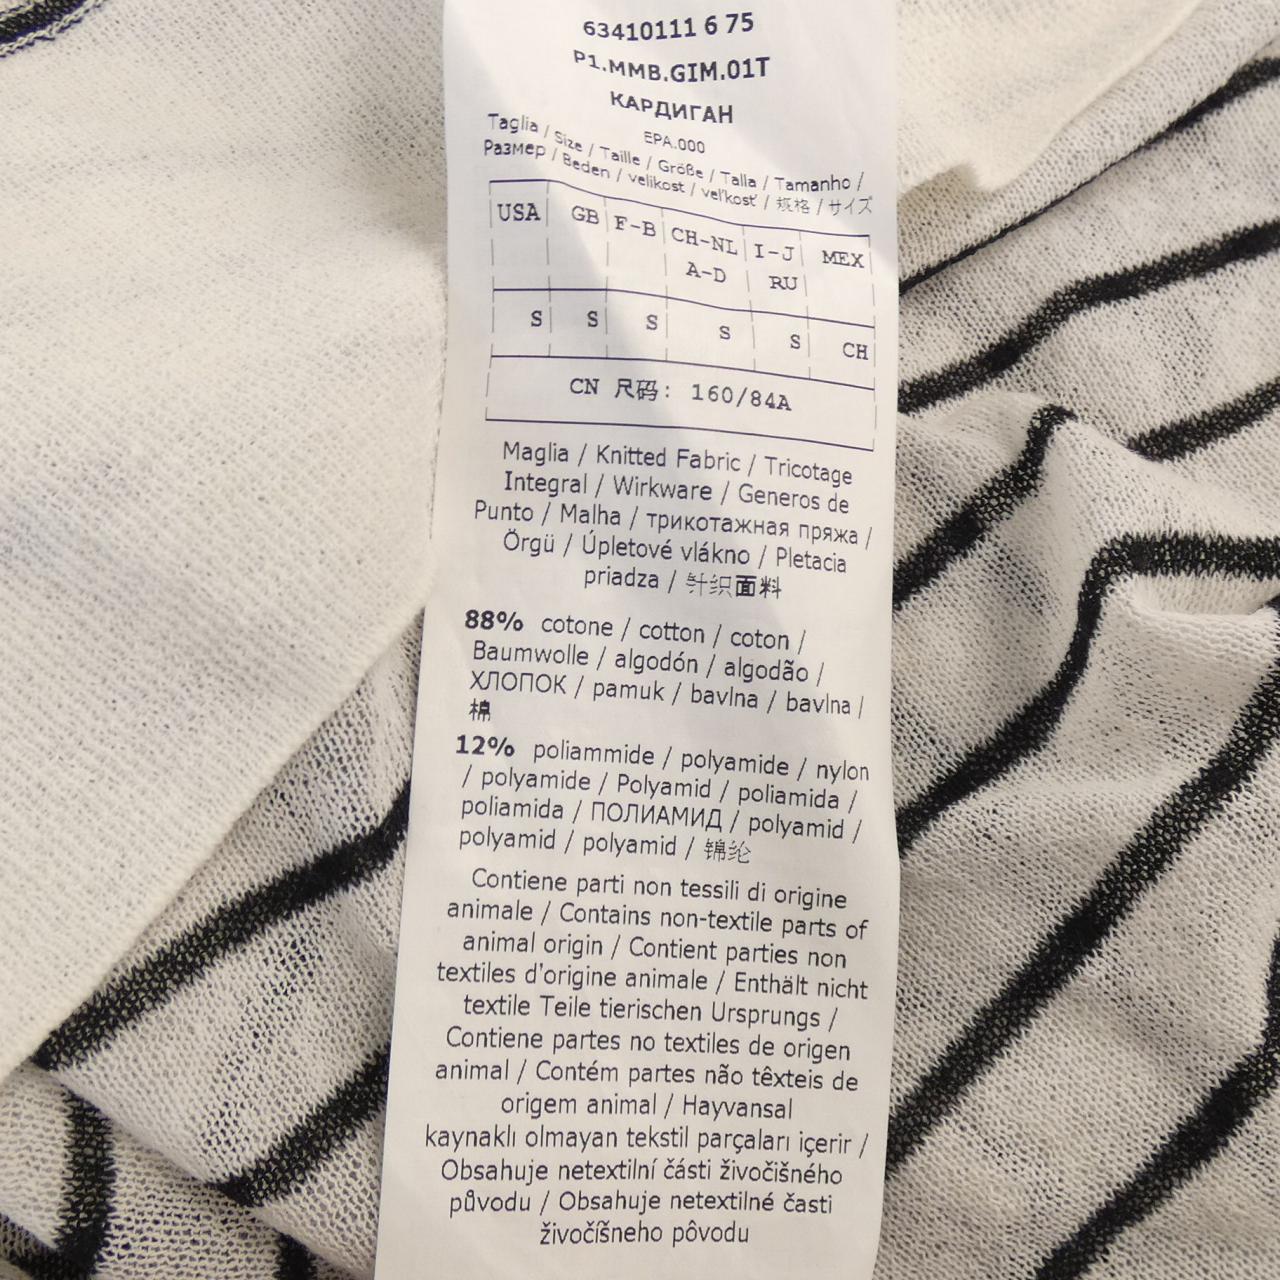 63410111 6 75
P1.MMB.GIM.01T
КАРДИГАН
EPA.000
Taglia / Size / Taille / Größe / Talla / Tamanho /
Размер / Beden / velikost / veľkosť / 规格 / サイズ
USA GB F-B CH-NL I-J MEX
A-D RU
S S S S S CH
CN 尺码: 160/84A
Maglia / Knitted Fabric / Tricotage
Integral / Wirkware / Generos de
Punto / Malha / трикотажная пряжа /
Örgü / Úpletové vlákno / Pletacia
priadza / 针织面料
88% cotone / cotton / coton /
Baumwolle / algodón / algodão /
ХЛОПОК / pamuk / bavlna / bavlna /
棉
12% poliammide / polyamide / nylon
/ polyamide / Polyamid / poliamida /
poliamida / ПОЛИАМИД / polyamid /
polyamid / polyamid / 锦纶
Contiene parti non tessili di origine
animale / Contains non-textile parts of
animal origin / Contient parties non
textiles d'origine animale / Enthält nicht
textile Teile tierischen Ursprungs /
Contiene partes no textiles de origen
animal / Contém partes não têxteis de
origem animal / Hayvansal
kaynaklı olmayan tekstil parçaları içerir /
Obsahuje netextilní části živočišného
původu / Obsahuje netextilné časti
živočíšneho pôvodu